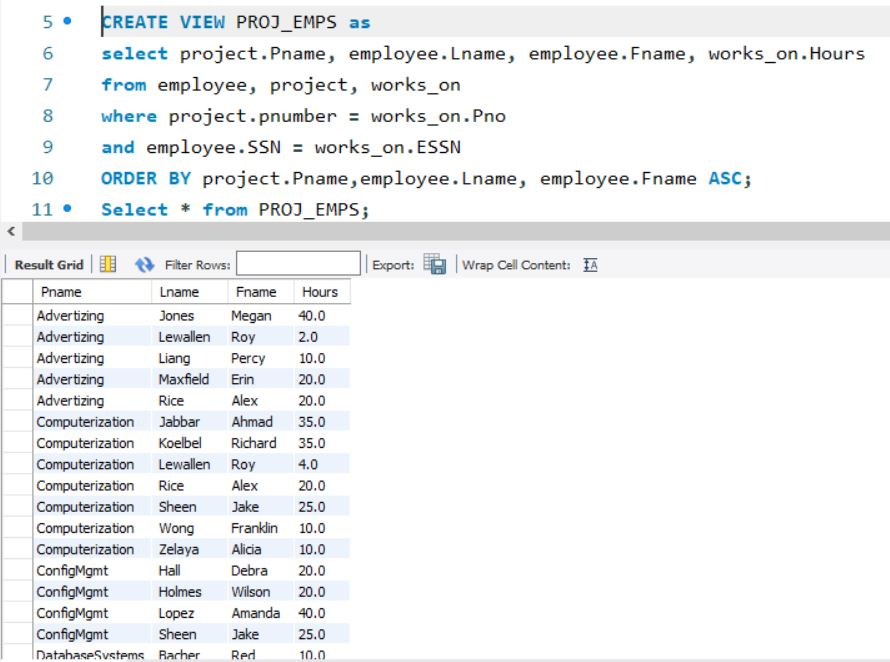 5 CREATE VIEW PROJ_EMPS as
6 select project.Pname, employee.Lname, employee.Fname, works_on.Hours
7 from employee, project, works_on
8 where project.pnumber = works_on.Pno
9 and employee.SSN = works_on.ESSN
10 ORDER BY project.Pname,employee.Lname, employee.Fname ASC;
11 Select * from PROJ_EMPS;
Result Grid Filter Rows: Export: Wrap Cell Content: IA
Pname Lname Fname Hours
Advertizing Jones Megan 40.0
Advertizing Lewallen Roy 2.0
Advertizing Liang Percy 10.0
Advertizing Maxfield Erin 20.0
Advertizing Rice Alex 20.0
Computerization Jabbar Ahmad 35.0
Computerization Koelbel Richard 35.0
Computerization Lewallen Roy 4.0
Computerization Rice Alex 20.0
Computerization Sheen Jake 25.0
Computerization Wong Franklin 10.0
Computerization Zelaya Alicia 10.0
ConfigMgmt Hall Debra 20.0
ConfigMgmt Holmes Wilson 20.0
ConfigMgmt Lopez Amanda 40.0
ConfigMgmt Sheen Jake 25.0
DatabaseSystems Bacher Red 10.0